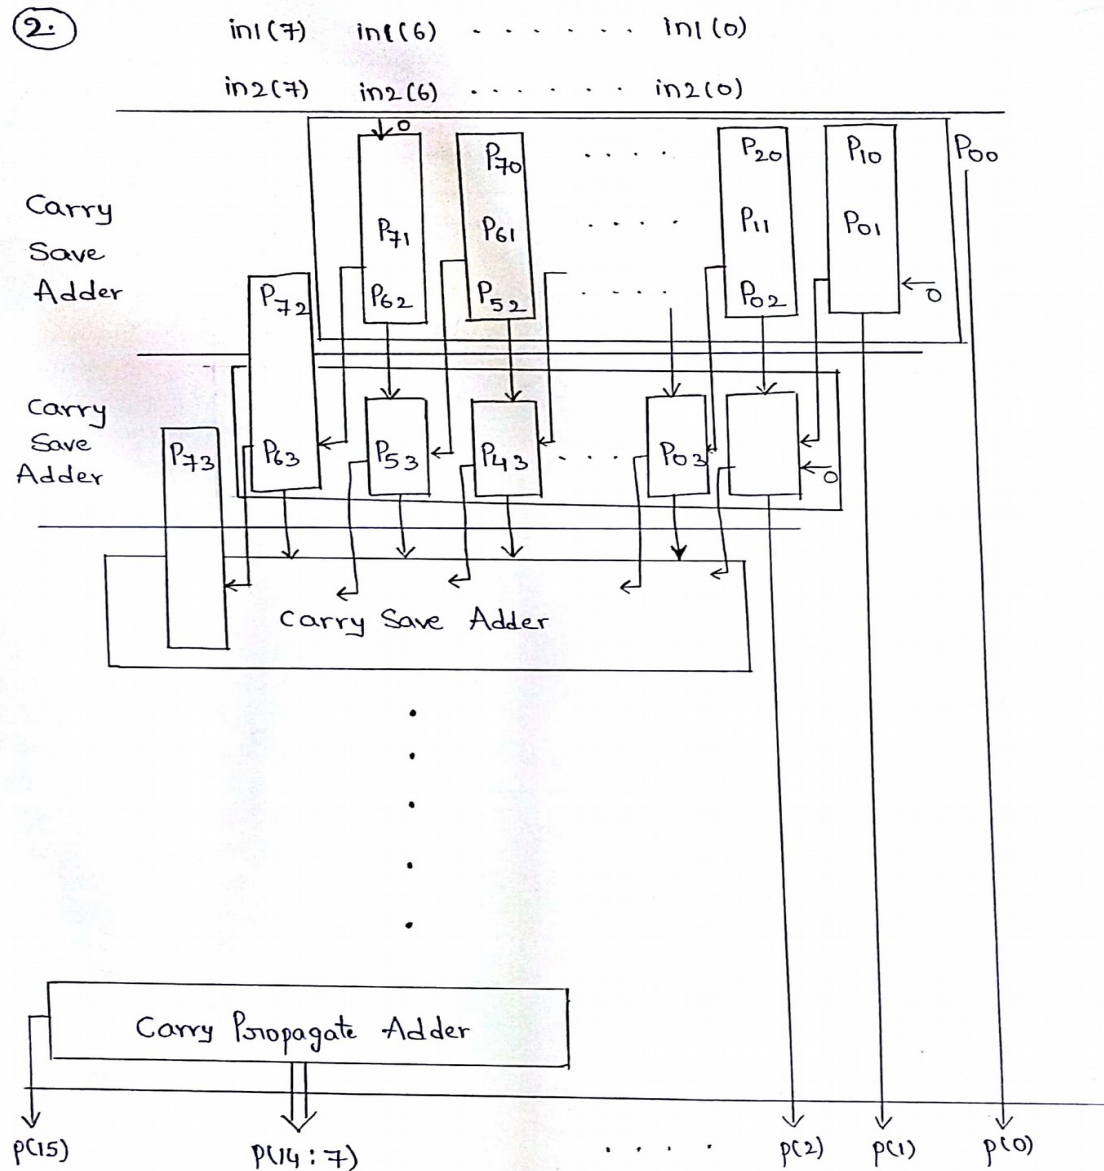 2.
in1(7) in1(6) . . . . . . . in1(0)
in2(7) in2(6) . . . . . . in2(0)
0
P70 . . . . P20 P10 P00
Carry
Save
Adder
P71 P61 . . . . P11 P01
P72 P62 P52 . . . . P02 0
Carry
Save
Adder
P73 P63 P53 P43 . . . . P03 0
Carry Save Adder
Carry Propagate Adder
P(15) P(14:7) . . . . P(2) P(1) P(0)